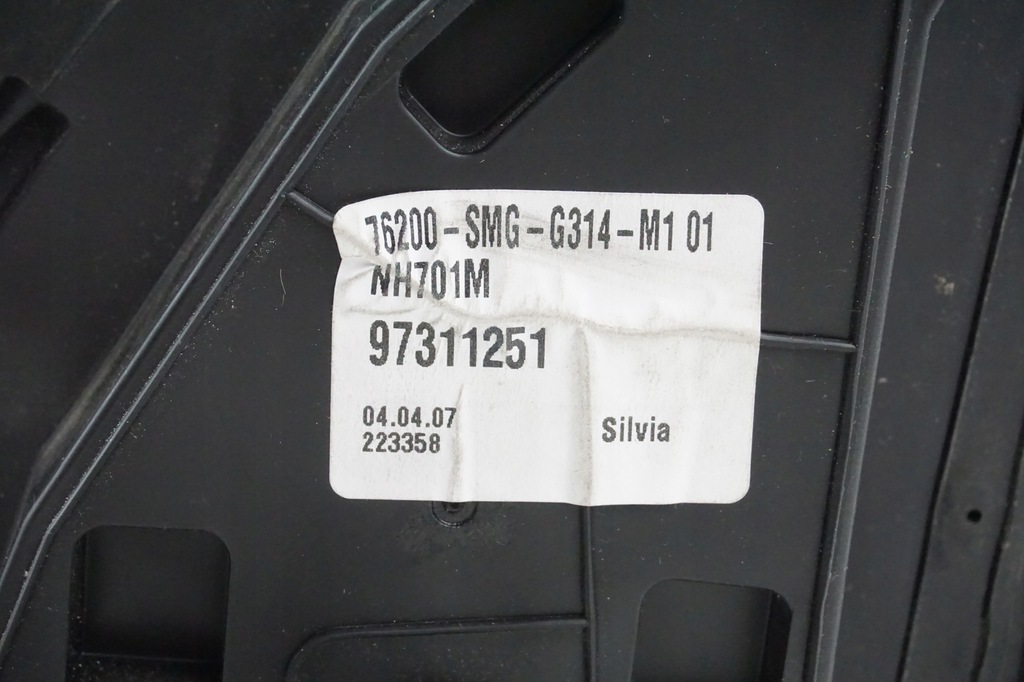 76200-SMG-G314-M1 01
NH701M
97311251
04.04.07
223358
Silvia